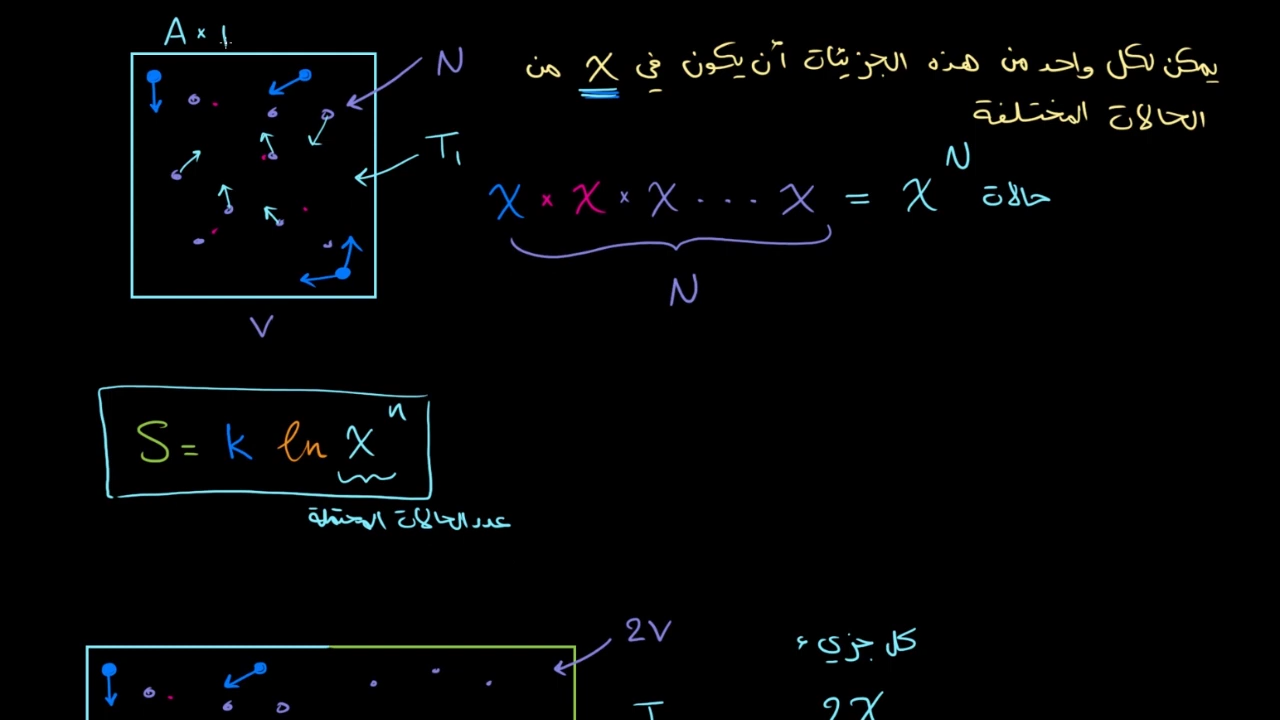 A × 1
N
يمكن لكل واحد من هذه الجزيئات أن يكون في X من
الحالات المختلفة
T₁
X × X × X ... X = X^N حالات
N
V
S = k ln X^n
عدد الحالات المحتملة
2V
كل جزيء
T
2X